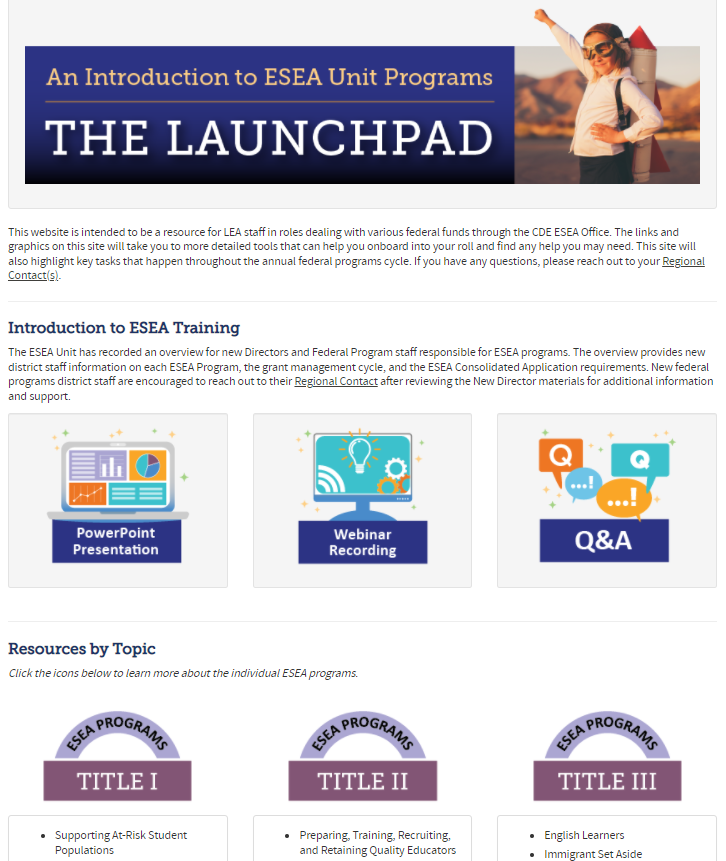 An Introduction to ESEA Unit Programs
THE LAUNCHPAD
This website is intended to be a resource for LEA staff in roles dealing with various federal funds through the CDE ESEA Office. The links and
graphics on this site will take you to more detailed tools that can help you onboard into your roll and find any help you may need. This site will
also highlight key tasks that happen throughout the annual federal programs cycle. If you have any questions, please reach out to your Regional
Contact(s).
Introduction to ESEA Training
The ESEA Unit has recorded an overview for new Directors and Federal Program staff responsible for ESEA programs. The overview provides new
district staff information on each ESEA Program, the grant management cycle, and the ESEA Consolidated Application requirements. New federal
programs district staff are encouraged to reach out to their Regional Contact after reviewing the New Director materials for additional information
and support.
PowerPoint
Presentation
Webinar
Recording
Q
Q
...!
...!
Q&A
Resources by Topic
Click the icons below to learn more about the individual ESEA programs.
ESEA PROGRAMS
TITLE I
ESEA PROGRAMS
TITLE II
ESEA PROGRAMS
TITLE III
• Supporting At-Risk Student
Populations
• Preparing, Training, Recruiting,
and Retaining Quality Educators
• English Learners
• Immigrant Set Aside